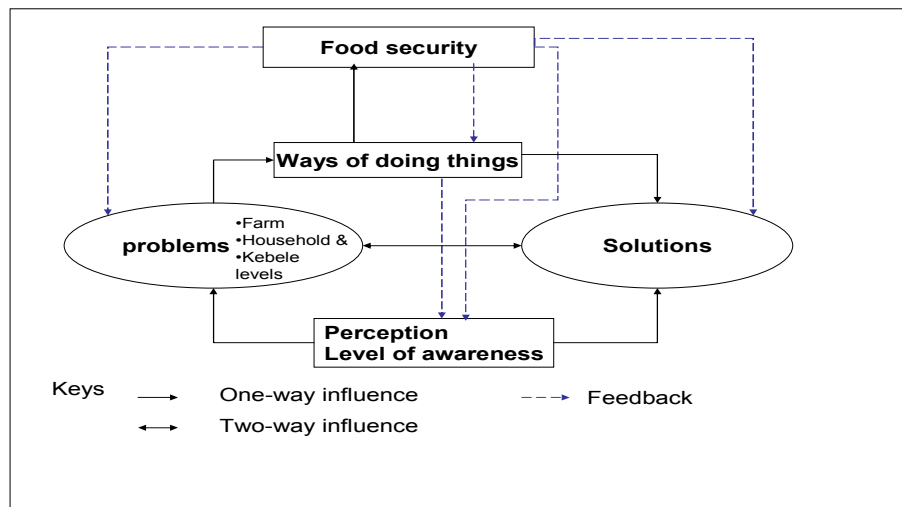 Food security
Ways of doing things
problems
•Farm
•Household &
•Kebele
levels
Solutions
Perception
Level of awareness
Keys
One-way influence
Feedback
Two-way influence